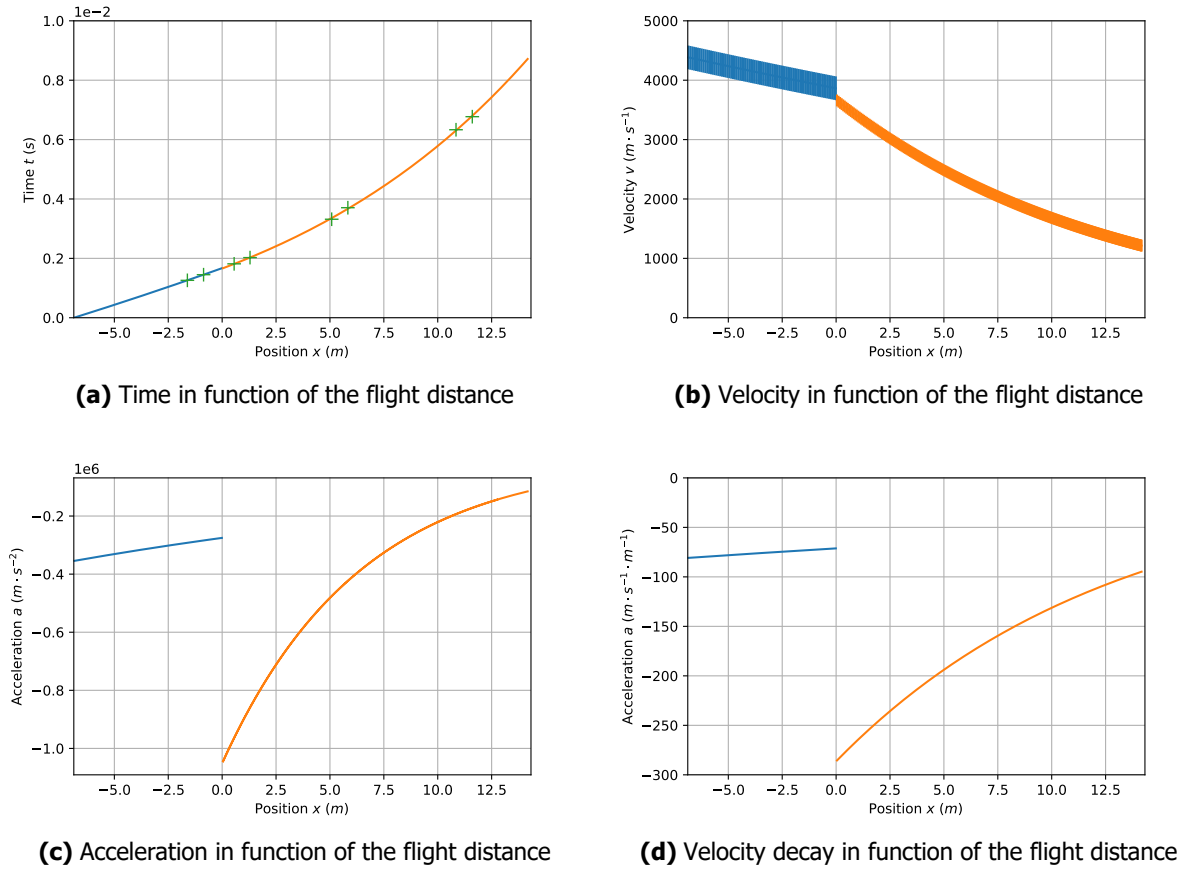 1e−2
1.0
0.8
0.6
0.4
0.2
0.0
Time t (s)
−5.0 −2.5 0.0 2.5 5.0 7.5 10.0 12.5
Position x (m)
(a) Time in function of the flight distance
5000
4000
3000
2000
1000
0
Velocity v (m · s⁻¹)
−5.0 −2.5 0.0 2.5 5.0 7.5 10.0 12.5
Position x (m)
(b) Velocity in function of the flight distance
1e6
−0.2
−0.4
−0.6
−0.8
−1.0
Acceleration a (m · s⁻²)
−5.0 −2.5 0.0 2.5 5.0 7.5 10.0 12.5
Position x (m)
(c) Acceleration in function of the flight distance
0
−50
−100
−150
−200
−250
−300
Acceleration a (m · s⁻¹ · m⁻¹)
−5.0 −2.5 0.0 2.5 5.0 7.5 10.0 12.5
Position x (m)
(d) Velocity decay in function of the flight distance